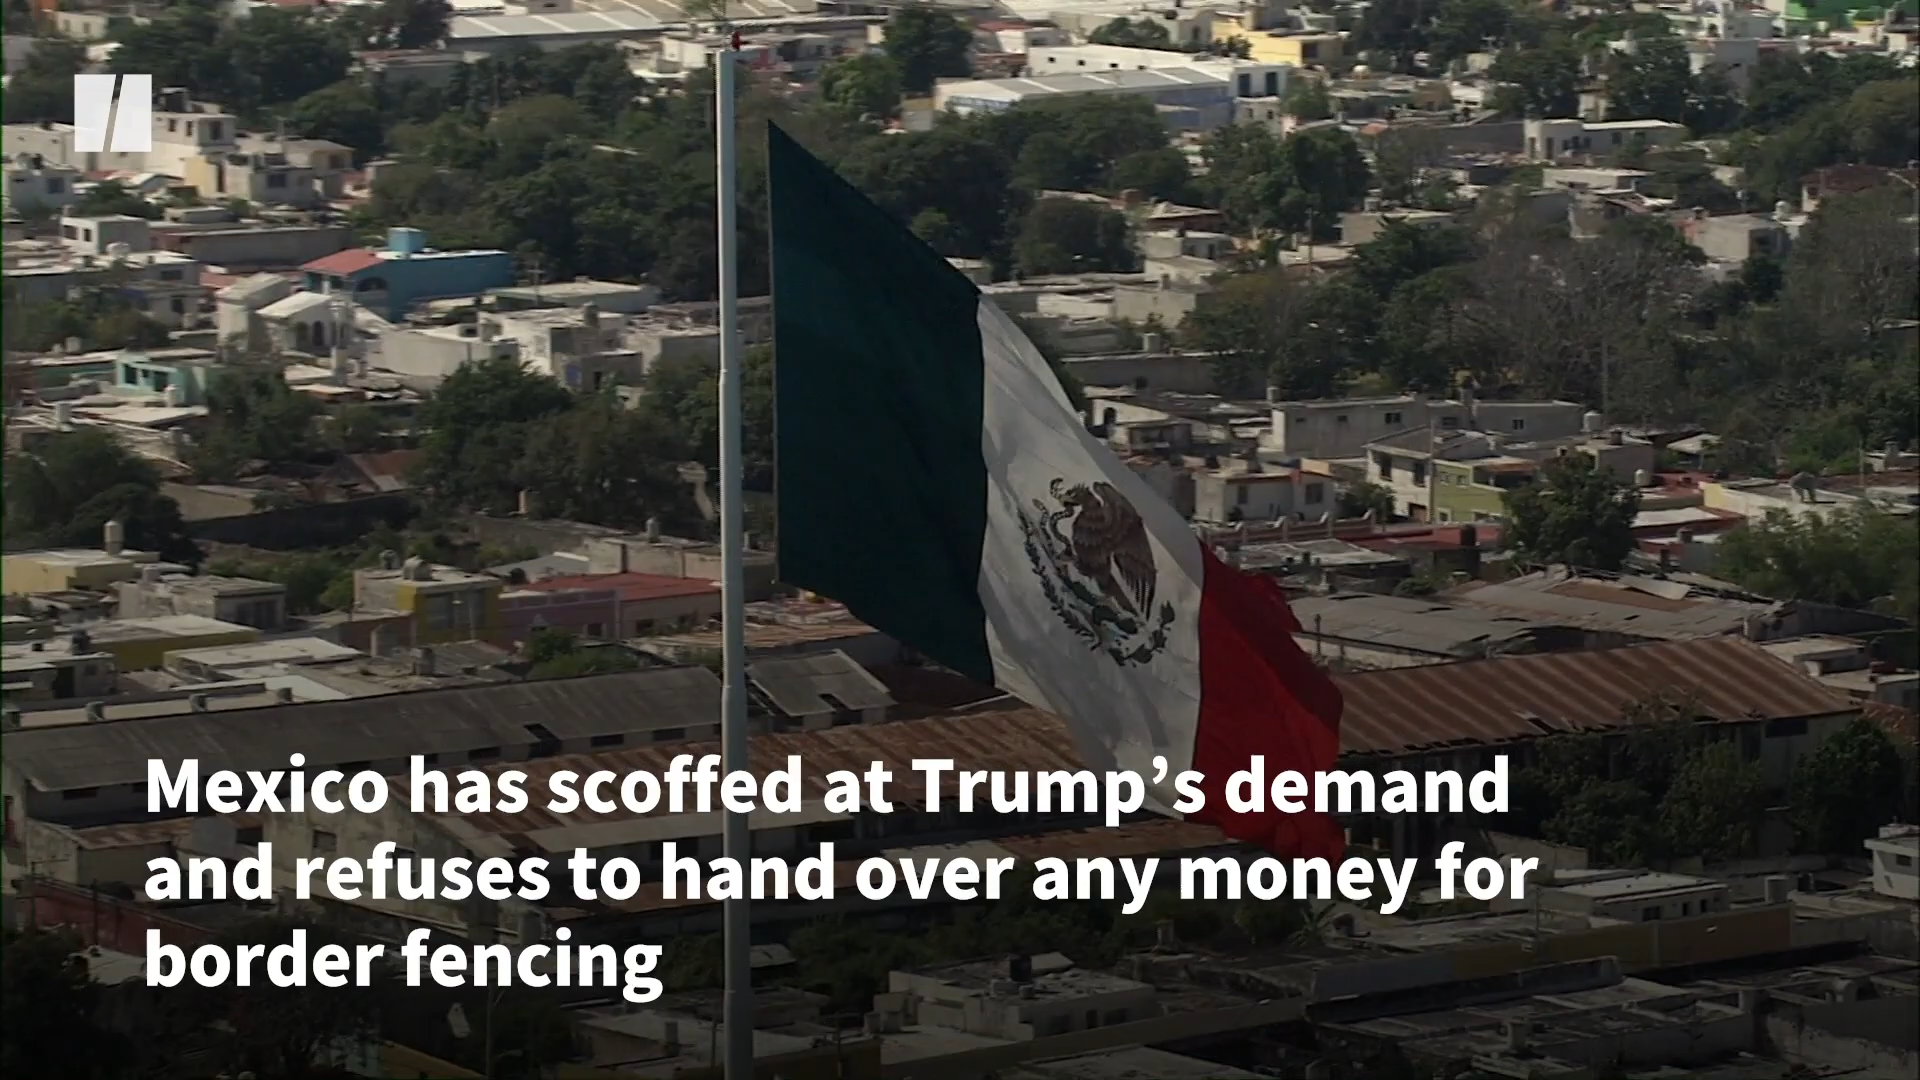 Mexico has scoffed at Trump’s demand
and refuses to hand over any money for
border fencing